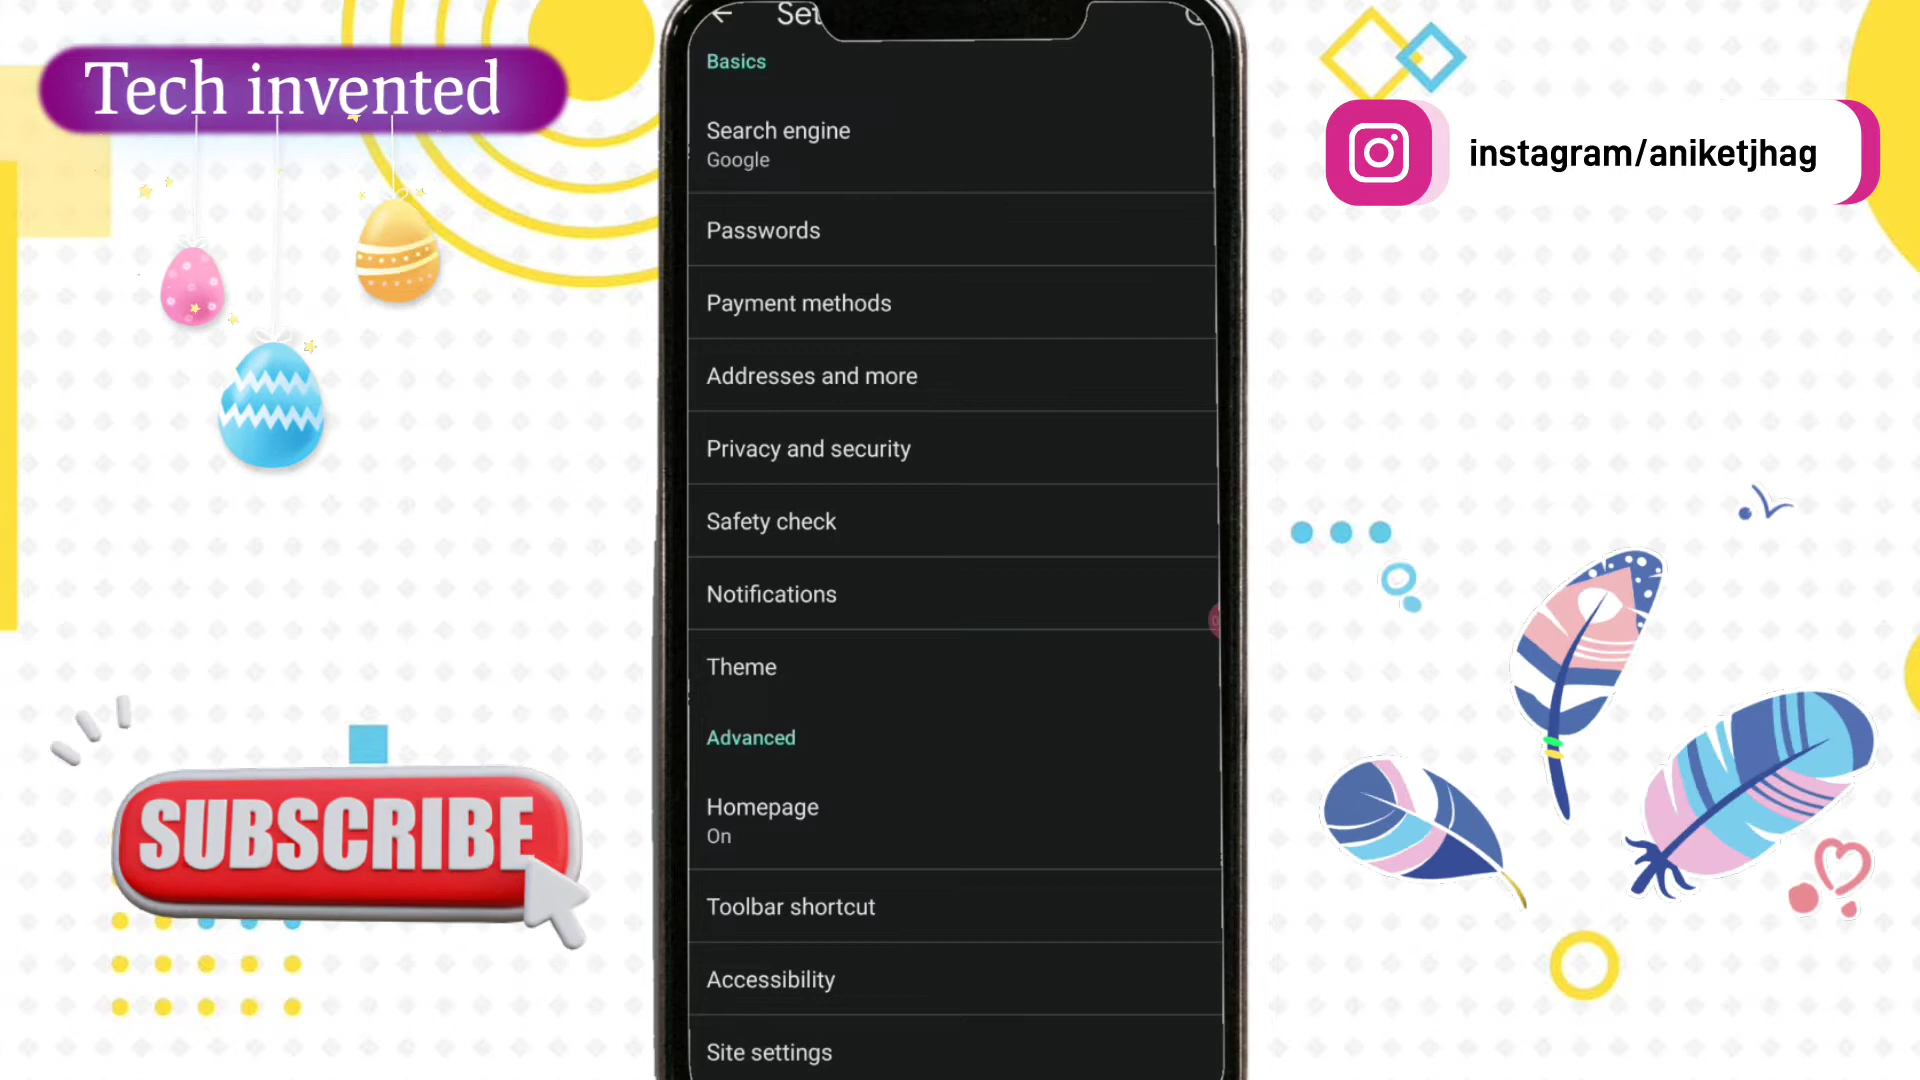 Tech invented
instagram/aniketjhag
SUBSCRIBE
Set
Basics
Search engine
Google
Passwords
Payment methods
Addresses and more
Privacy and security
Safety check
Notifications
Theme
Advanced
Homepage
On
Toolbar shortcut
Accessibility
Site settings